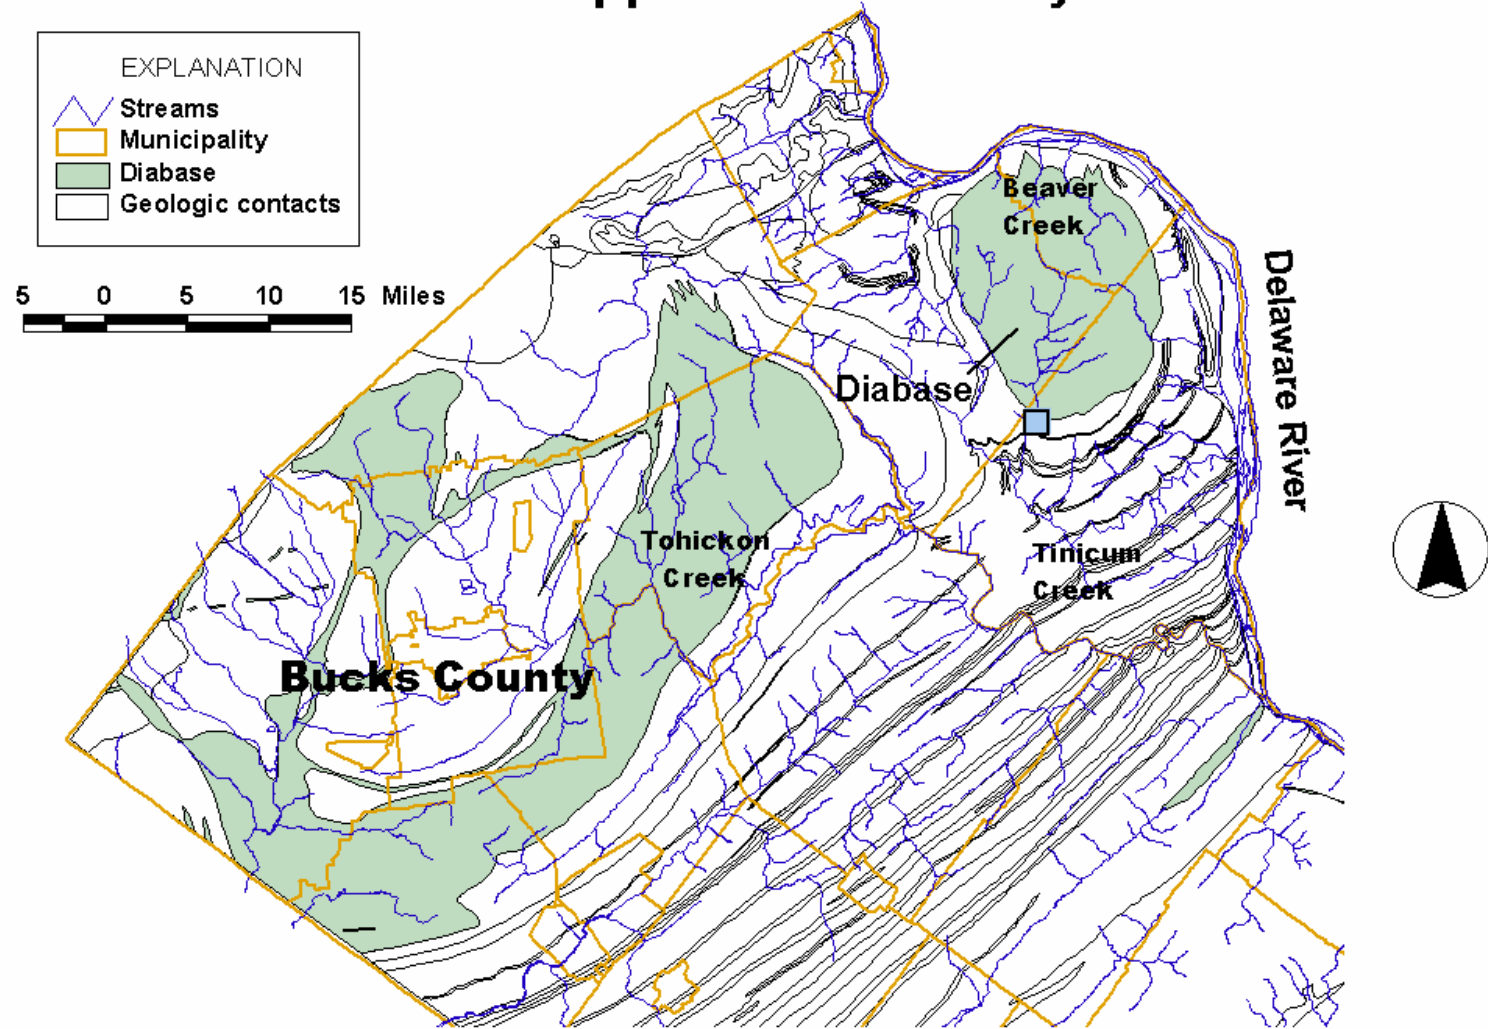 EXPLANATION
Streams
Municipality
Diabase
Geologic contacts
5 0 5 10 15 Miles
Beaver
Creek
Delaware River
Diabase
Tohickon
Creek
Tinicum
Creek
Bucks County